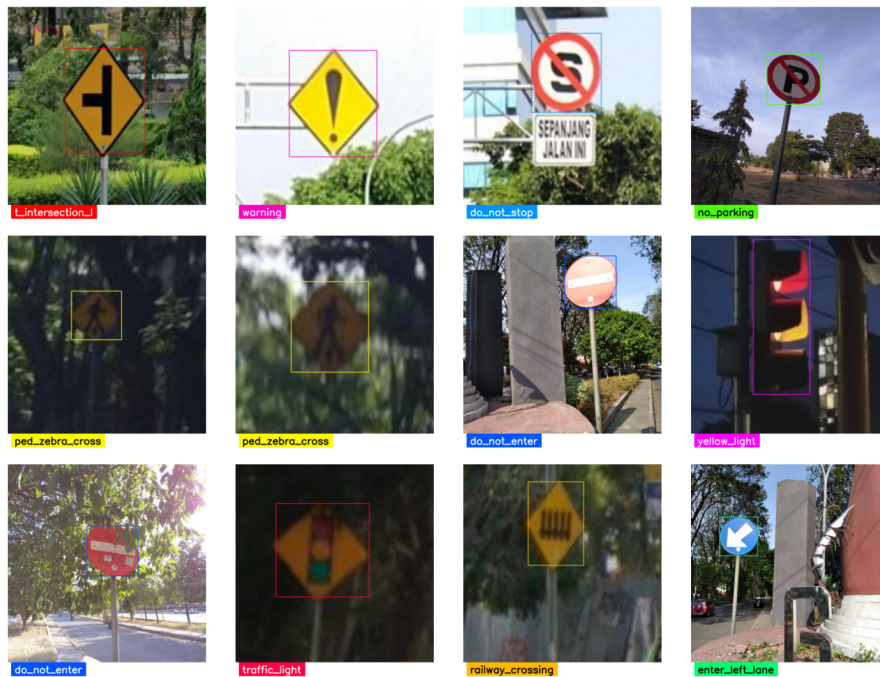 t_intersection_l
warning
S
SEPANJANG
JALAN INI
do_not_stop
P
no_parking
ped_zebra_cross
ped_zebra_cross
do_not_enter
yellow_light
do_not_enter
traffic_light
railway_crossing
enter_left_lane